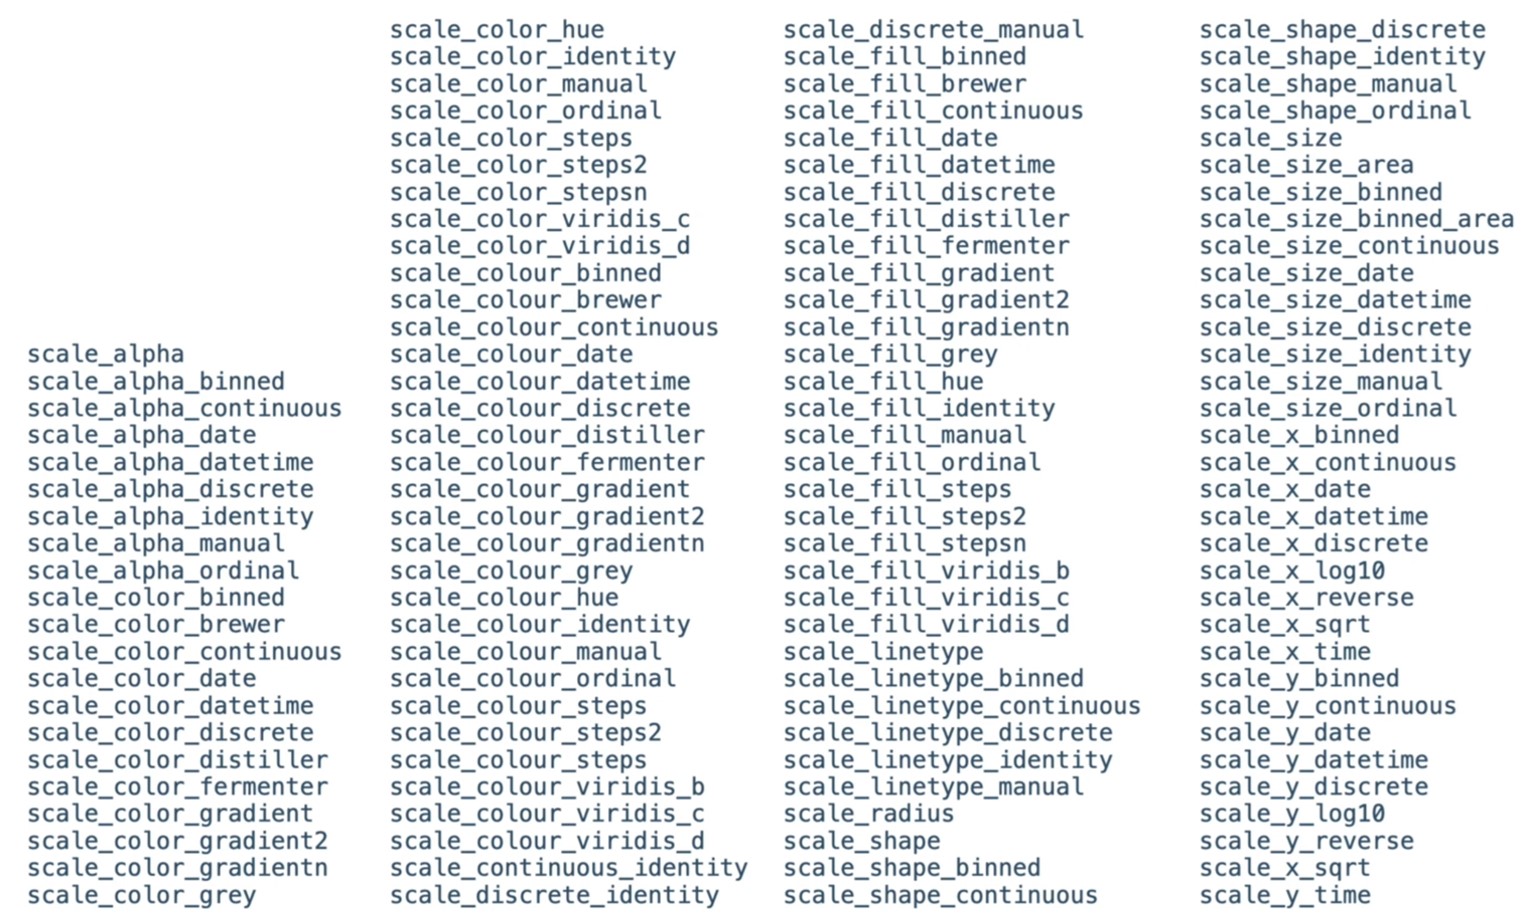 scale_alpha
scale_alpha_binned
scale_alpha_continuous
scale_alpha_date
scale_alpha_datetime
scale_alpha_discrete
scale_alpha_identity
scale_alpha_manual
scale_alpha_ordinal
scale_color_binned
scale_color_brewer
scale_color_continuous
scale_color_date
scale_color_datetime
scale_color_discrete
scale_color_distiller
scale_color_fermenter
scale_color_gradient
scale_color_gradient2
scale_color_gradientn
scale_color_grey
scale_color_hue
scale_color_identity
scale_color_manual
scale_color_ordinal
scale_color_steps
scale_color_steps2
scale_color_stepsn
scale_color_viridis_c
scale_color_viridis_d
scale_colour_binned
scale_colour_brewer
scale_colour_continuous
scale_colour_date
scale_colour_datetime
scale_colour_discrete
scale_colour_distiller
scale_colour_fermenter
scale_colour_gradient
scale_colour_gradient2
scale_colour_gradientn
scale_colour_grey
scale_colour_hue
scale_colour_identity
scale_colour_manual
scale_colour_ordinal
scale_colour_steps
scale_colour_steps2
scale_colour_steps
scale_colour_viridis_b
scale_colour_viridis_c
scale_colour_viridis_d
scale_continuous_identity
scale_discrete_identity
scale_discrete_manual
scale_fill_binned
scale_fill_brewer
scale_fill_continuous
scale_fill_date
scale_fill_datetime
scale_fill_discrete
scale_fill_distiller
scale_fill_fermenter
scale_fill_gradient
scale_fill_gradient2
scale_fill_gradientn
scale_fill_grey
scale_fill_hue
scale_fill_identity
scale_fill_manual
scale_fill_ordinal
scale_fill_steps
scale_fill_steps2
scale_fill_stepsn
scale_fill_viridis_b
scale_fill_viridis_c
scale_fill_viridis_d
scale_linetype
scale_linetype_binned
scale_linetype_continuous
scale_linetype_discrete
scale_linetype_identity
scale_linetype_manual
scale_radius
scale_shape
scale_shape_binned
scale_shape_continuous
scale_shape_discrete
scale_shape_identity
scale_shape_manual
scale_shape_ordinal
scale_size
scale_size_area
scale_size_binned
scale_size_binned_area
scale_size_continuous
scale_size_date
scale_size_datetime
scale_size_discrete
scale_size_identity
scale_size_manual
scale_size_ordinal
scale_x_binned
scale_x_continuous
scale_x_date
scale_x_datetime
scale_x_discrete
scale_x_log10
scale_x_reverse
scale_x_sqrt
scale_x_time
scale_y_binned
scale_y_continuous
scale_y_date
scale_y_datetime
scale_y_discrete
scale_y_log10
scale_y_reverse
scale_x_sqrt
scale_y_time